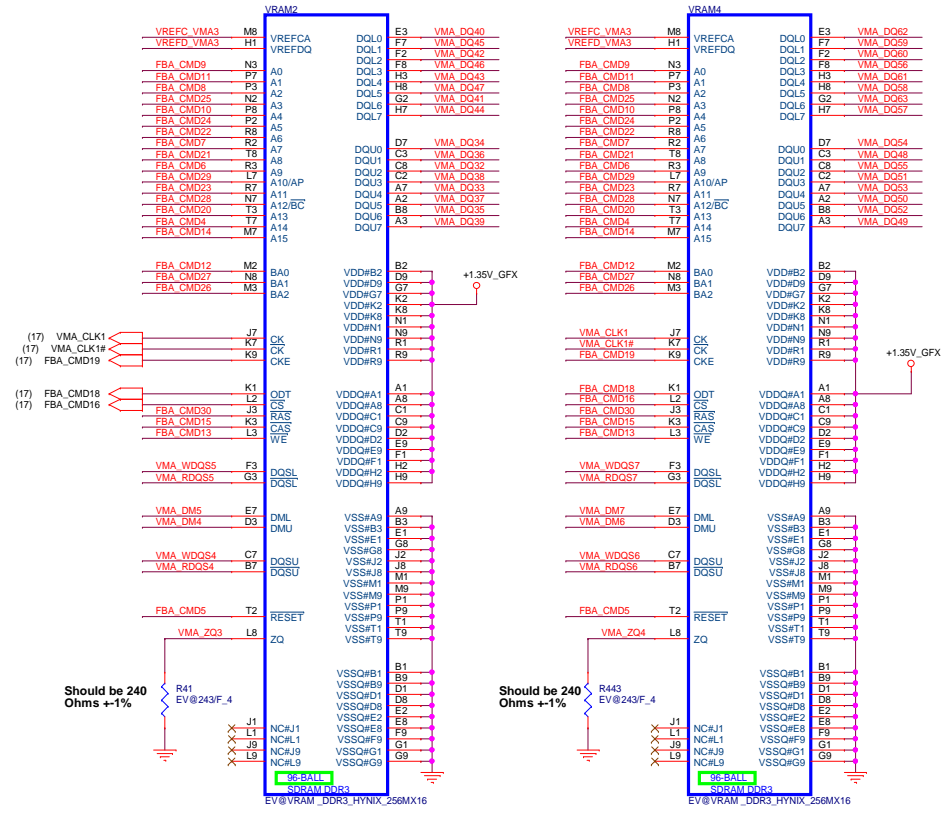 VRAM2
VREFC_VMA3 M8 VREFCA DQL0 E3 VMA_DQ40
VREFD_VMA3 H1 VREFDQ DQL1 F7 VMA_DQ45
DQL2 F2 VMA_DQ42
FBA_CMD9 N3 A0 DQL3 F8 VMA_DQ46
FBA_CMD11 P7 A1 DQL4 H3 VMA_DQ43
FBA_CMD8 P3 A2 DQL5 H8 VMA_DQ47
FBA_CMD25 N2 A3 DQL6 G2 VMA_DQ41
FBA_CMD10 P8 A4 DQL7 H7 VMA_DQ44
FBA_CMD24 P2 A5
FBA_CMD22 R8 A6
FBA_CMD7 R2 A7 DQU0 D7 VMA_DQ34
FBA_CMD21 T8 A8 DQU1 C3 VMA_DQ36
FBA_CMD6 R3 A9 DQU2 C8 VMA_DQ32
FBA_CMD29 L7 A10/AP DQU3 C2 VMA_DQ38
FBA_CMD23 R7 A11 DQU4 A7 VMA_DQ33
FBA_CMD28 N7 A12/BC DQU5 A2 VMA_DQ37
FBA_CMD20 T3 A13 DQU6 B8 VMA_DQ35
FBA_CMD4 T7 A14 DQU7 A3 VMA_DQ39
FBA_CMD14 M7 A15
FBA_CMD12 M2 BA0 VDD#B2 B2
FBA_CMD27 N8 BA1 VDD#D9 D9 +1.35V_GFX
FBA_CMD26 M3 BA2 VDD#G7 G7
VDD#K2 K2
VDD#K8 K8
VDD#N1 N1
(17) VMA_CLK1 J7 CK VDD#N9 N9
(17) VMA_CLK1# K7 CK VDD#R1 R1
(17) FBA_CMD19 K9 CKE VDD#R9 R9
(17) FBA_CMD18 K1 ODT VDDQ#A1 A1
(17) FBA_CMD16 L2 CS VDDQ#A8 A8
FBA_CMD30 J3 RAS VDDQ#C1 C1
FBA_CMD15 K3 CAS VDDQ#C9 C9
FBA_CMD13 L3 WE VDDQ#D2 D2
VDDQ#E9 E9
VDDQ#F1 F1
VMA_WDQS5 F3 DQSL VDDQ#H2 H2
VMA_RDQS5 G3 DQSL VDDQ#H9 H9
VMA_DM5 E7 DML VSS#A9 A9
VMA_DM4 D3 DMU VSS#B3 B3
VSS#E1 E1
VSS#G8 G8
VMA_WDQS4 C7 DQSU VSS#J2 J2
VMA_RDQS4 B7 DQSU VSS#J8 J8
VSS#M1 M1
VSS#M9 M9
VSS#P1 P1
FBA_CMD5 T2 RESET VSS#P9 P9
VSS#T1 T1
VMA_ZQ3 L8 ZQ VSS#T9 T9
VSSQ#B1 B1
VSSQ#B9 B9
Should be 240 R41 VSSQ#D1 D1
Ohms +-1% EV@243/F_4 VSSQ#D8 D8
VSSQ#E2 E2
J1 NC#J1 VSSQ#E8 E8
L1 NC#L1 VSSQ#F9 F9
J9 NC#J9 VSSQ#G1 G1
L9 NC#L9 VSSQ#G9 G9
96-BALL
SDRAM DDR3
EV@VRAM _DDR3_HYNIX_256MX16
VRAM4
VREFC_VMA3 M8 VREFCA DQL0 E3 VMA_DQ62
VREFD_VMA3 H1 VREFDQ DQL1 F7 VMA_DQ59
DQL2 F2 VMA_DQ60
FBA_CMD9 N3 A0 DQL3 F8 VMA_DQ56
FBA_CMD11 P7 A1 DQL4 H3 VMA_DQ61
FBA_CMD8 P3 A2 DQL5 H8 VMA_DQ58
FBA_CMD25 N2 A3 DQL6 G2 VMA_DQ63
FBA_CMD10 P8 A4 DQL7 H7 VMA_DQ57
FBA_CMD24 P2 A5
FBA_CMD22 R8 A6
FBA_CMD7 R2 A7 DQU0 D7 VMA_DQ54
FBA_CMD21 T8 A8 DQU1 C3 VMA_DQ48
FBA_CMD6 R3 A9 DQU2 C8 VMA_DQ55
FBA_CMD29 L7 A10/AP DQU3 C2 VMA_DQ51
FBA_CMD23 R7 A11 DQU4 A7 VMA_DQ53
FBA_CMD28 N7 A12/BC DQU5 A2 VMA_DQ50
FBA_CMD20 T3 A13 DQU6 B8 VMA_DQ52
FBA_CMD4 T7 A14 DQU7 A3 VMA_DQ49
FBA_CMD14 M7 A15
FBA_CMD12 M2 BA0 VDD#B2 B2
FBA_CMD27 N8 BA1 VDD#D9 D9
FBA_CMD26 M3 BA2 VDD#G7 G7
VDD#K2 K2
VDD#K8 K8
VDD#N1 N1
VMA_CLK1 J7 CK VDD#N9 N9
VMA_CLK1# K7 CK VDD#R1 R1
FBA_CMD19 K9 CKE VDD#R9 R9 +1.35V_GFX
FBA_CMD18 K1 ODT VDDQ#A1 A1
FBA_CMD16 L2 CS VDDQ#A8 A8
FBA_CMD30 J3 RAS VDDQ#C1 C1
FBA_CMD15 K3 CAS VDDQ#C9 C9
FBA_CMD13 L3 WE VDDQ#D2 D2
VDDQ#E9 E9
VDDQ#F1 F1
VMA_WDQS7 F3 DQSL VDDQ#H2 H2
VMA_RDQS7 G3 DQSL VDDQ#H9 H9
VMA_DM7 E7 DML VSS#A9 A9
VMA_DM6 D3 DMU VSS#B3 B3
VSS#E1 E1
VSS#G8 G8
VMA_WDQS6 C7 DQSU VSS#J2 J2
VMA_RDQS6 B7 DQSU VSS#J8 J8
VSS#M1 M1
VSS#M9 M9
VSS#P1 P1
FBA_CMD5 T2 RESET VSS#P9 P9
VSS#T1 T1
VMA_ZQ4 L8 ZQ VSS#T9 T9
VSSQ#B1 B1
VSSQ#B9 B9
Should be 240 R443 VSSQ#D1 D1
Ohms +-1% EV@243/F_4 VSSQ#D8 D8
VSSQ#E2 E2
J1 NC#J1 VSSQ#E8 E8
L1 NC#L1 VSSQ#F9 F9
J9 NC#J9 VSSQ#G1 G1
L9 NC#L9 VSSQ#G9 G9
96-BALL
SDRAM DDR3
EV@VRAM _DDR3_HYNIX_256MX16